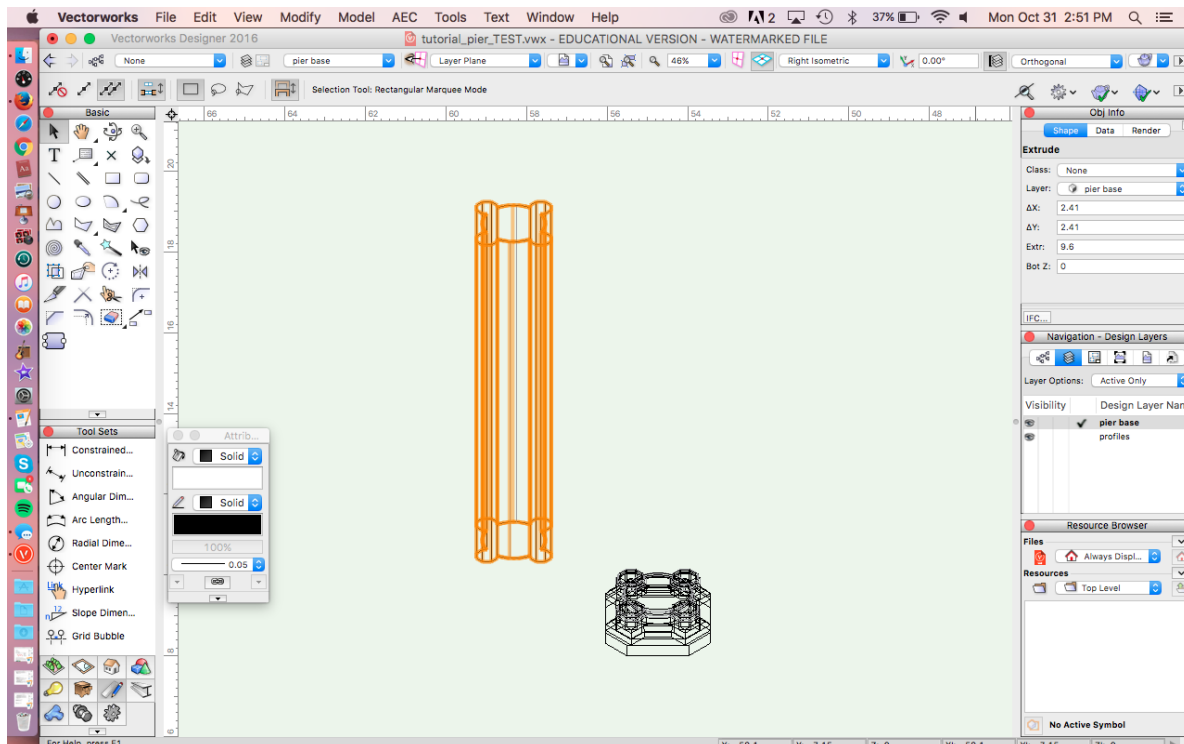 Vectorworks File Edit View Modify Model AEC Tools Text Window Help 2 37% Mon Oct 31 2:51 PM
Vectorworks Designer 2016 tutorial_pier_TEST.vwx - EDUCATIONAL VERSION - WATERMARKED FILE
None pier base Layer Plane 46% Right Isometric 0.00° Orthogonal
Selection Tool: Rectangular Marquee Mode
Basic
66 64 62 60 58 56 54 52 50 48
20
18
16
14
8
6
Obj Info
Shape Data Render
Extrude
Class: None
Layer: pier base
ΔX: 2.41
ΔY: 2.41
Extr: 9.6
Bot Z: 0
IFC...
Navigation - Design Layers
Layer Options: Active Only
Visibility Design Layer Nam
pier base
profiles
Tool Sets
Constrained...
Unconstrain...
Angular Dim...
Arc Length...
Radial Dime...
Center Mark
Link Hyperlink
12 n Slope Dimen...
Grid Bubble
Attrib...
Solid
Solid
100%
0.05
Resource Browser
Files
Always Displ...
Resources
Top Level
No Active Symbol
For Help, press F1